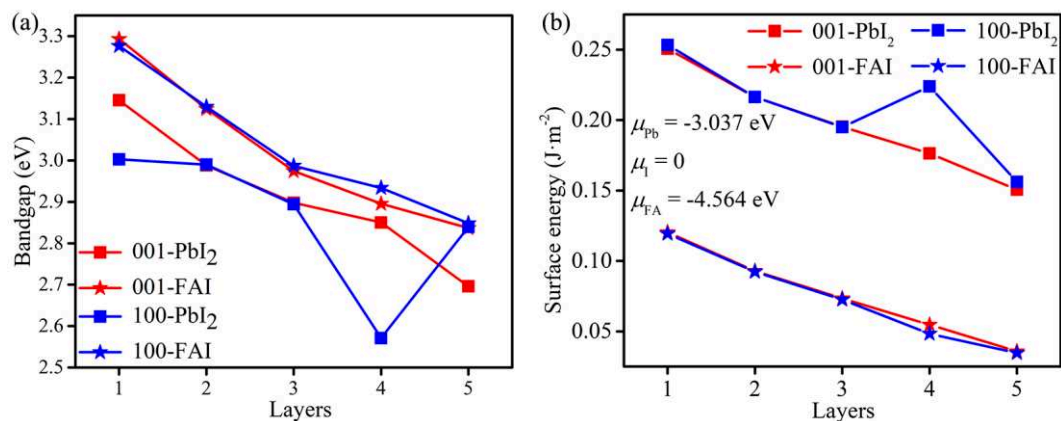 (a)
Bandgap (eV)
3.3
3.2
3.1
3.0
2.9
2.8
2.7
2.6
2.5
001-PbI₂
001-FAI
100-PbI₂
100-FAI
1 2 3 4 5
Layers
(b)
Surface energy (J·m⁻²)
0.25
0.20
0.15
0.10
0.05
001-PbI₂ 100-PbI₂
001-FAI 100-FAI
μPb = -3.037 eV
μI = 0
μFA = -4.564 eV
1 2 3 4 5
Layers